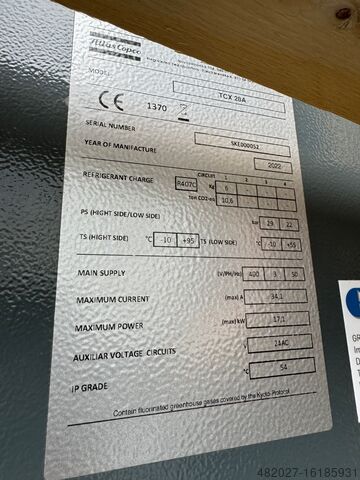 Atlas Copco
MODEL TCX 28A
CE 1370
SERIAL NUMBER SKE000052
YEAR OF MANIFACTURE 2022
CIRCUIT 1 2 3 4
REFRIGERANT CHARGE R407C Kg 6 - - -
ton CO2-eq 10,6
PS (HIGHT SIDE/LOW SIDE) bar 29 22
TS (HIGHT SIDE) °C -10 +95 TS (LOW SIDE) °C -10 +55
MAIN SUPPLY (V/PH/Hz) 400 3 50
MAXIMUM CURRENT (max) A 34,1
MAXIMUM POWER (max) kW 17,1
AUXILIAR VOLTAGE CIRCUITS V 24AC
IP GRADE °C 54
Contain fluorinated greenhouse gases covered by the Kyoto Protocol
482027-16185931